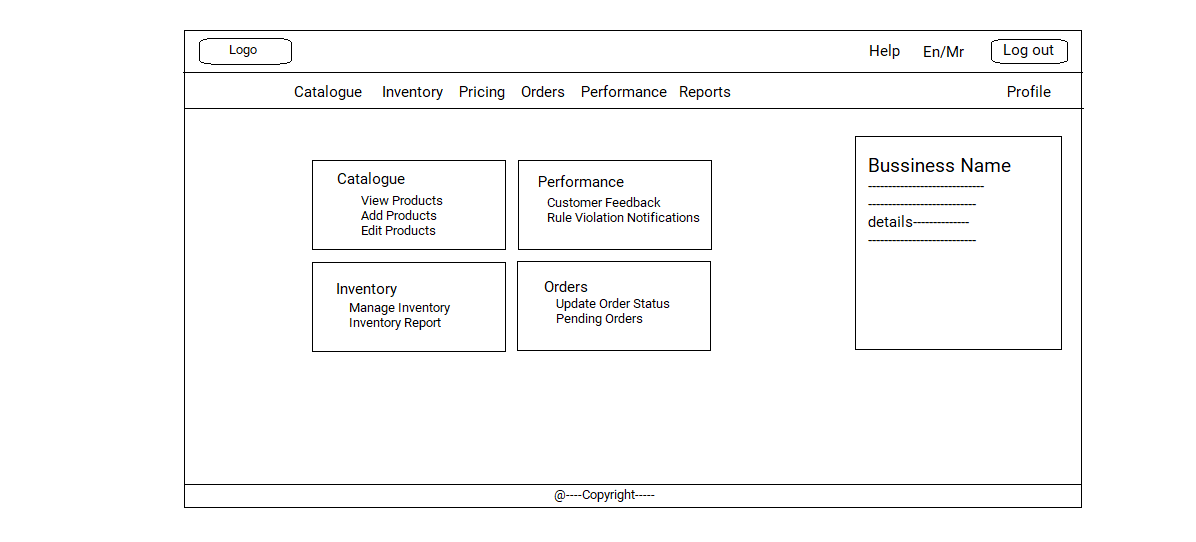 Logo
Help En/Mr Log out
Catalogue Inventory Pricing Orders Performance Reports Profile
Catalogue
View Products
Add Products
Edit Products
Performance
Customer Feedback
Rule Violation Notifications
Inventory
Manage Inventory
Inventory Report
Orders
Update Order Status
Pending Orders
Bussiness Name
-----------------------------
---------------------------
details--------------
---------------------------
@----Copyright-----